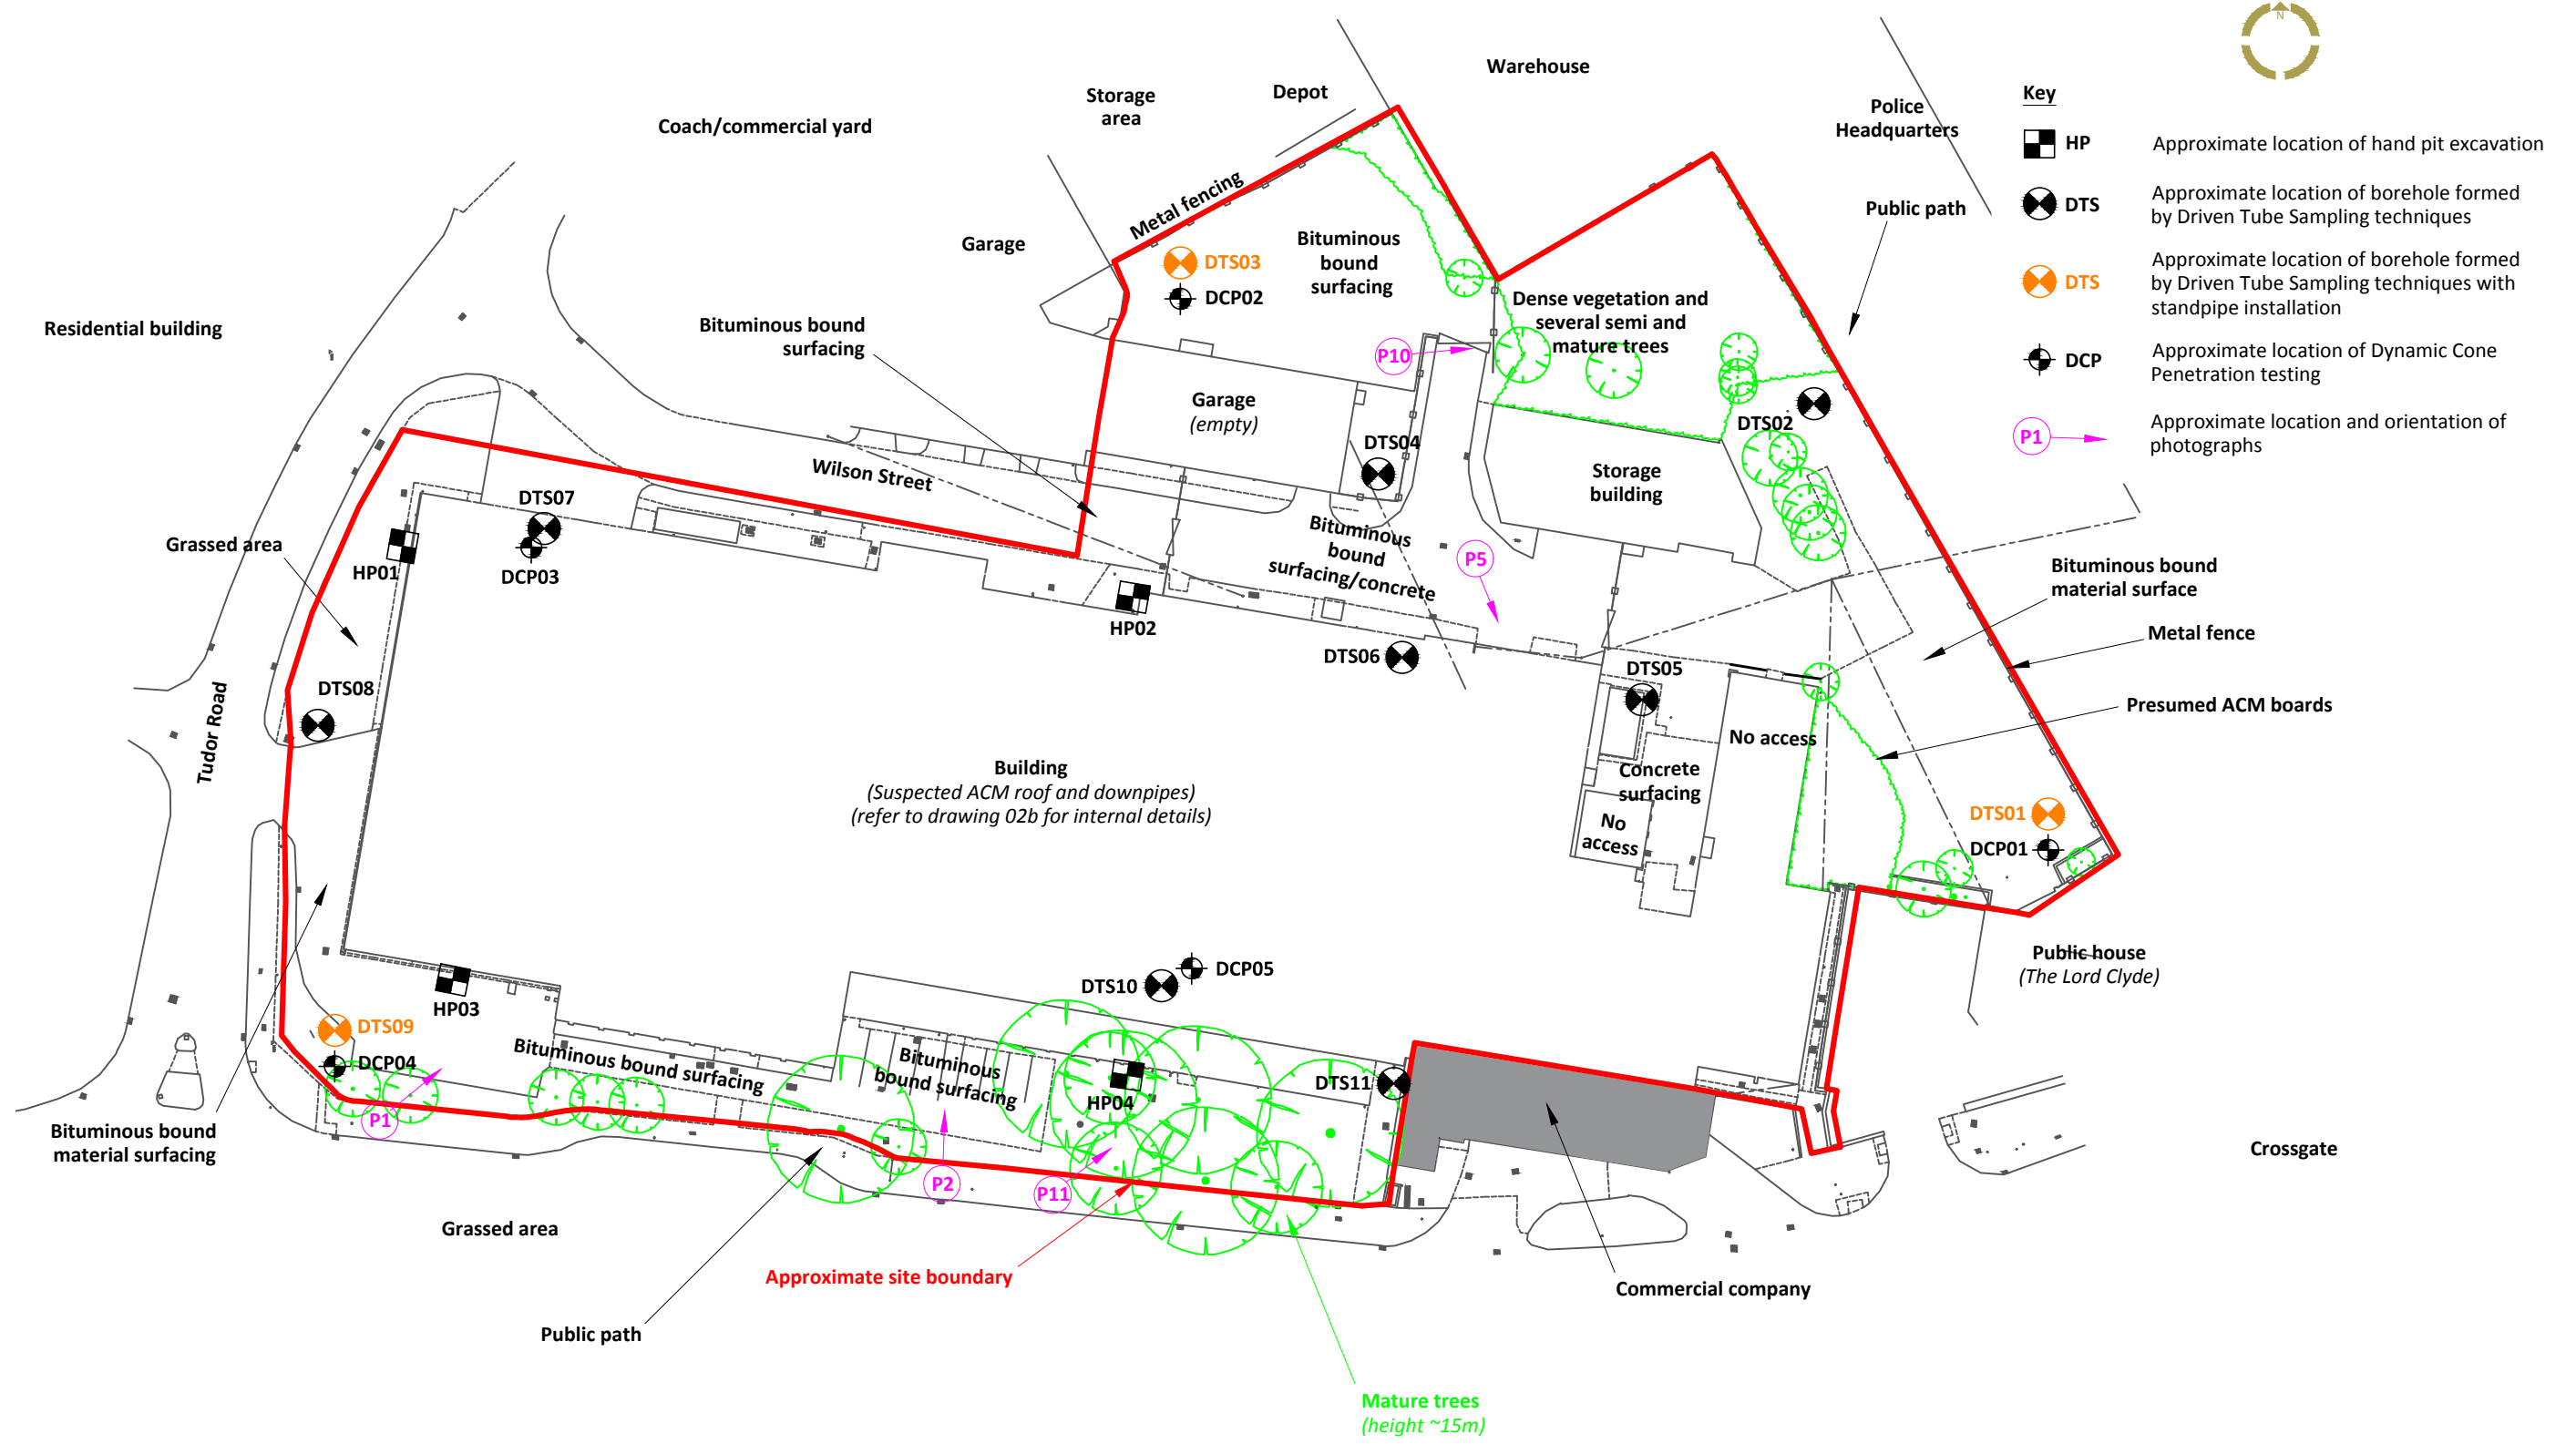 N
Warehouse
Depot
Storage
area
Coach/commercial yard
Police
Headquarters
Key
HP
Approximate location of hand pit excavation
DTS
Approximate location of borehole formed
by Driven Tube Sampling techniques
DTS
Approximate location of borehole formed
by Driven Tube Sampling techniques with
standpipe installation
DCP
Approximate location of Dynamic Cone
Penetration testing
P1
Approximate location and orientation of
photographs
Metal fencing
Public path
Garage
DTS03
DCP02
Bituminous
bound
surfacing
Dense vegetation and
several semi and
mature trees
Residential building
Bituminous bound
surfacing
P10
Garage
(empty)
DTS04
DTS02
Wilson Street
Storage
building
DTS07
Grassed area
HP01
DCP03
Bituminous
bound
surfacing/concrete
P5
HP02
Bituminous bound
material surface
Metal fence
DTS06
DTS05
DTS08
Presumed ACM boards
Tudor Road
No access
Building
(Suspected ACM roof and downpipes)
(refer to drawing 02b for internal details)
Concrete
surfacing
No
access
DTS01
DCP01
Public house
(The Lord Clyde)
DTS10
DCP05
HP03
DTS09
DCP04
Bituminous bound surfacing
Bituminous
bound surfacing
HP04
DTS11
P1
P2
P11
Bituminous bound
material surfacing
Crossgate
Grassed area
Approximate site boundary
Commercial company
Public path
Mature trees
(height ~15m)